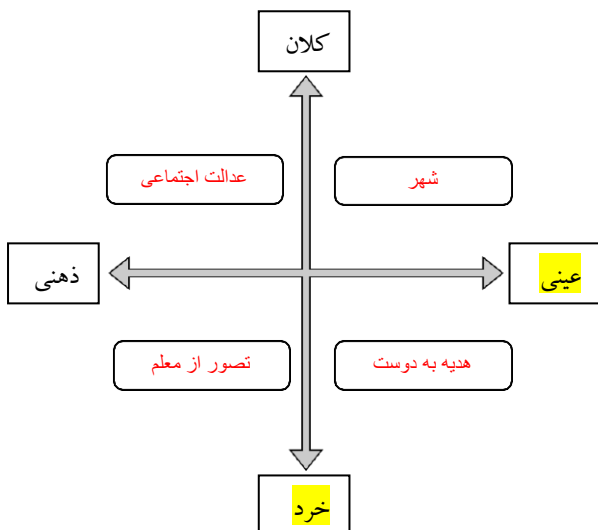 کلان
شهر
عدالت اجتماعی
عینی
ذهنی
هدیه به دوست
تصور از معلم
خرد